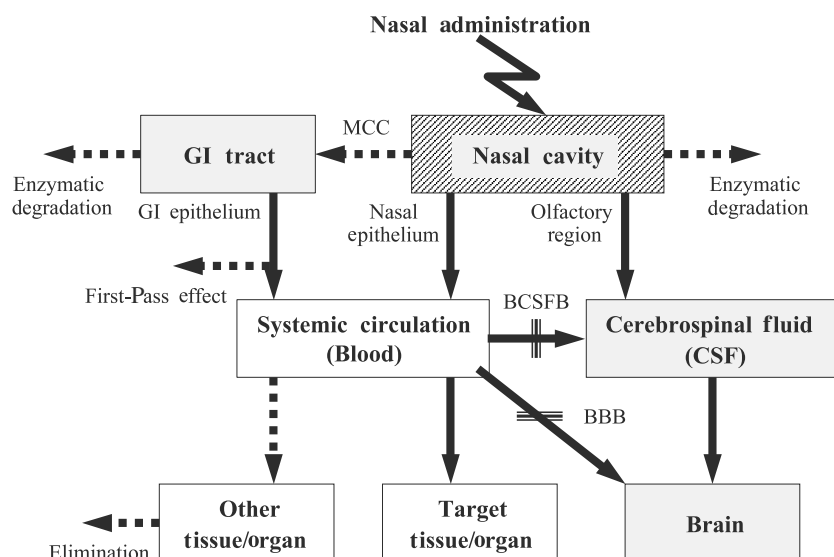 Nasal administration
MCC
GI tract
Nasal cavity
Enzymatic
degradation
GI epithelium
Nasal
epithelium
Olfactory
region
Enzymatic
degradation
First-Pass effect
BCSFB
Systemic circulation
(Blood)
Cerebrospinal fluid
(CSF)
BBB
Other
tissue/organ
Target
tissue/organ
Brain
Elimination